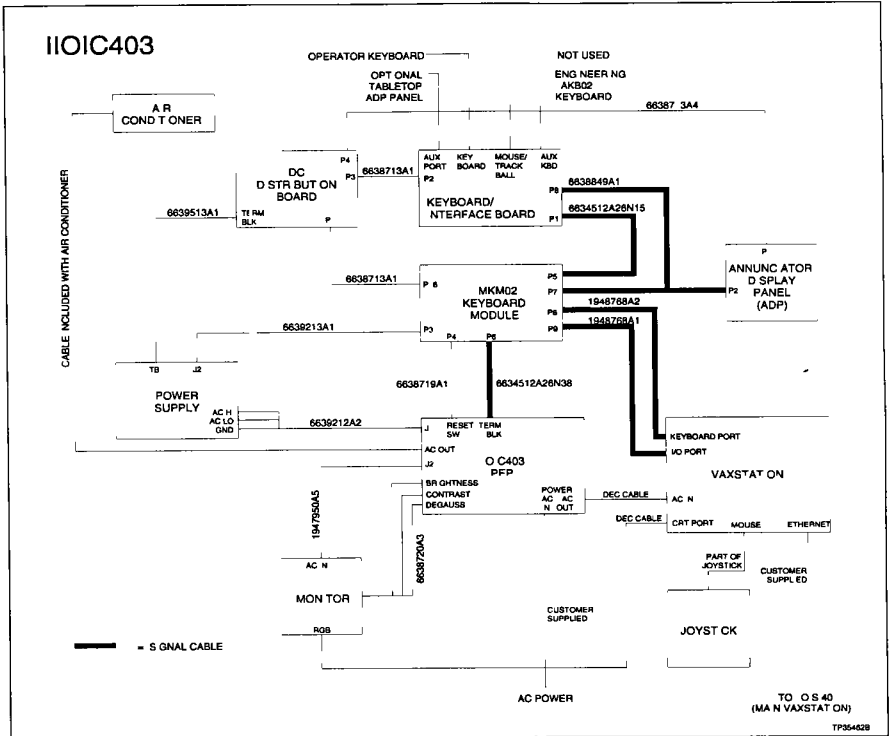 IIOIC403
OPERATOR KEYBOARD
NOT USED
OPT ONAL
TABLETOP
ADP PANEL
ENG NEER NG
AKB02
KEYBOARD
66387 3A4
A R
COND T ONER
CABLE NCLUDED WITH AIR CONDITIONER
DC
D STR BUT ON
BOARD
P4
P3
TERM
BLK
P
6638713A1
6639513A1
AUX
PORT
KEY
BOARD
MOUSE/
TRACK
BALL
AUX
KBD
P2
P8
P1
KEYBOARD/
NTERFACE BOARD
6638849A1
6634512A26N15
P
ANNUNC ATOR
D SPLAY
PANEL
(ADP)
P2
6638713A1
P 6
MKM02
KEYBOARD
MODULE
P5
P7
P6
P9
P3
P4
P5
1948768A2
1948768A1
6639213A1
TB
J2
POWER
SUPPLY
AC H
AC LO
GND
6638719A1
6634512A26N38
6639212A2
J
RESET
SW
TERM
BLK
AC OUT
J2
O C403
PFP
BR GHTNESS
CONTRAST
DEGAUSS
POWER
AC AC
N OUT
KEYBOARD PORT
I/O PORT
VAXSTAT ON
DEC CABLE
AC N
DEC CABLE
CRT PORT
MOUSE
ETHERNET
1947950A5
6638720A3
AC N
MON TOR
RGB
PART OF
JOYSTICK
CUSTOMER
SUPPL ED
CUSTOMER
SUPPLIED
JOYST CK
= S GNAL CABLE
AC POWER
TO O S 40
(MA N VAXSTAT ON)
TP35462B